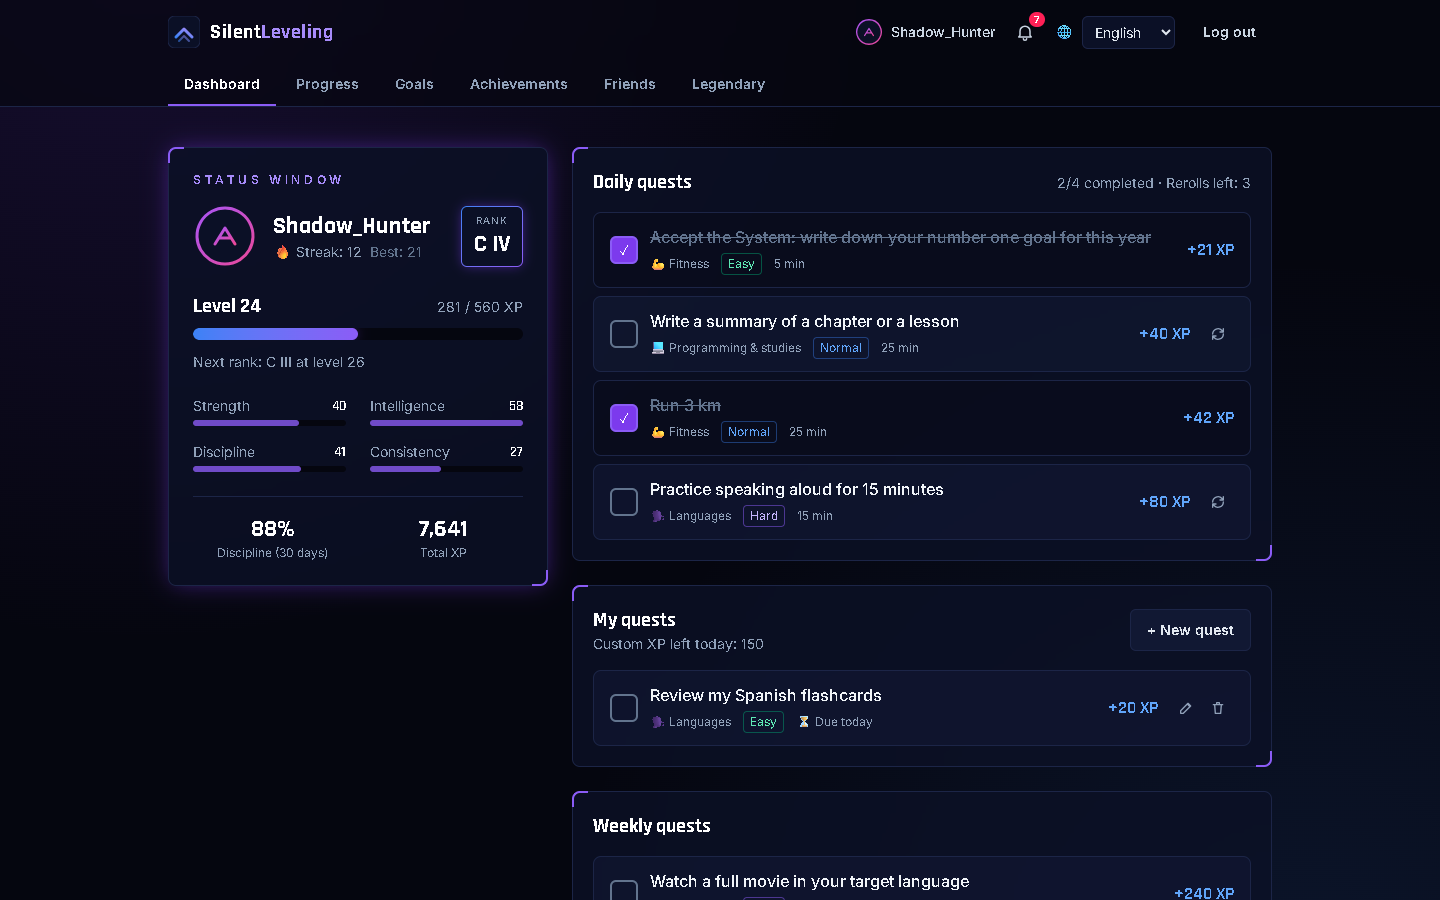 SilentLeveling
Shadow_Hunter
7
English
Log out
Dashboard
Progress
Goals
Achievements
Friends
Legendary
STATUS WINDOW
Shadow_Hunter
Streak: 12 Best: 21
RANK
C IV
Level 24
281 / 560 XP
Next rank: C III at level 26
Strength 40
Intelligence 58
Discipline 41
Consistency 27
88%
Discipline (30 days)
7,641
Total XP
Daily quests
2/4 completed · Rerolls left: 3
Accept the System: write down your number one goal for this year
Fitness Easy 5 min
+21 XP
Write a summary of a chapter or a lesson
Programming & studies Normal 25 min
+40 XP
Run 3 km
Fitness Normal 25 min
+42 XP
Practice speaking aloud for 15 minutes
Languages Hard 15 min
+80 XP
My quests
Custom XP left today: 150
+ New quest
Review my Spanish flashcards
Languages Easy Due today
+20 XP
Weekly quests
Watch a full movie in your target language
+240 XP